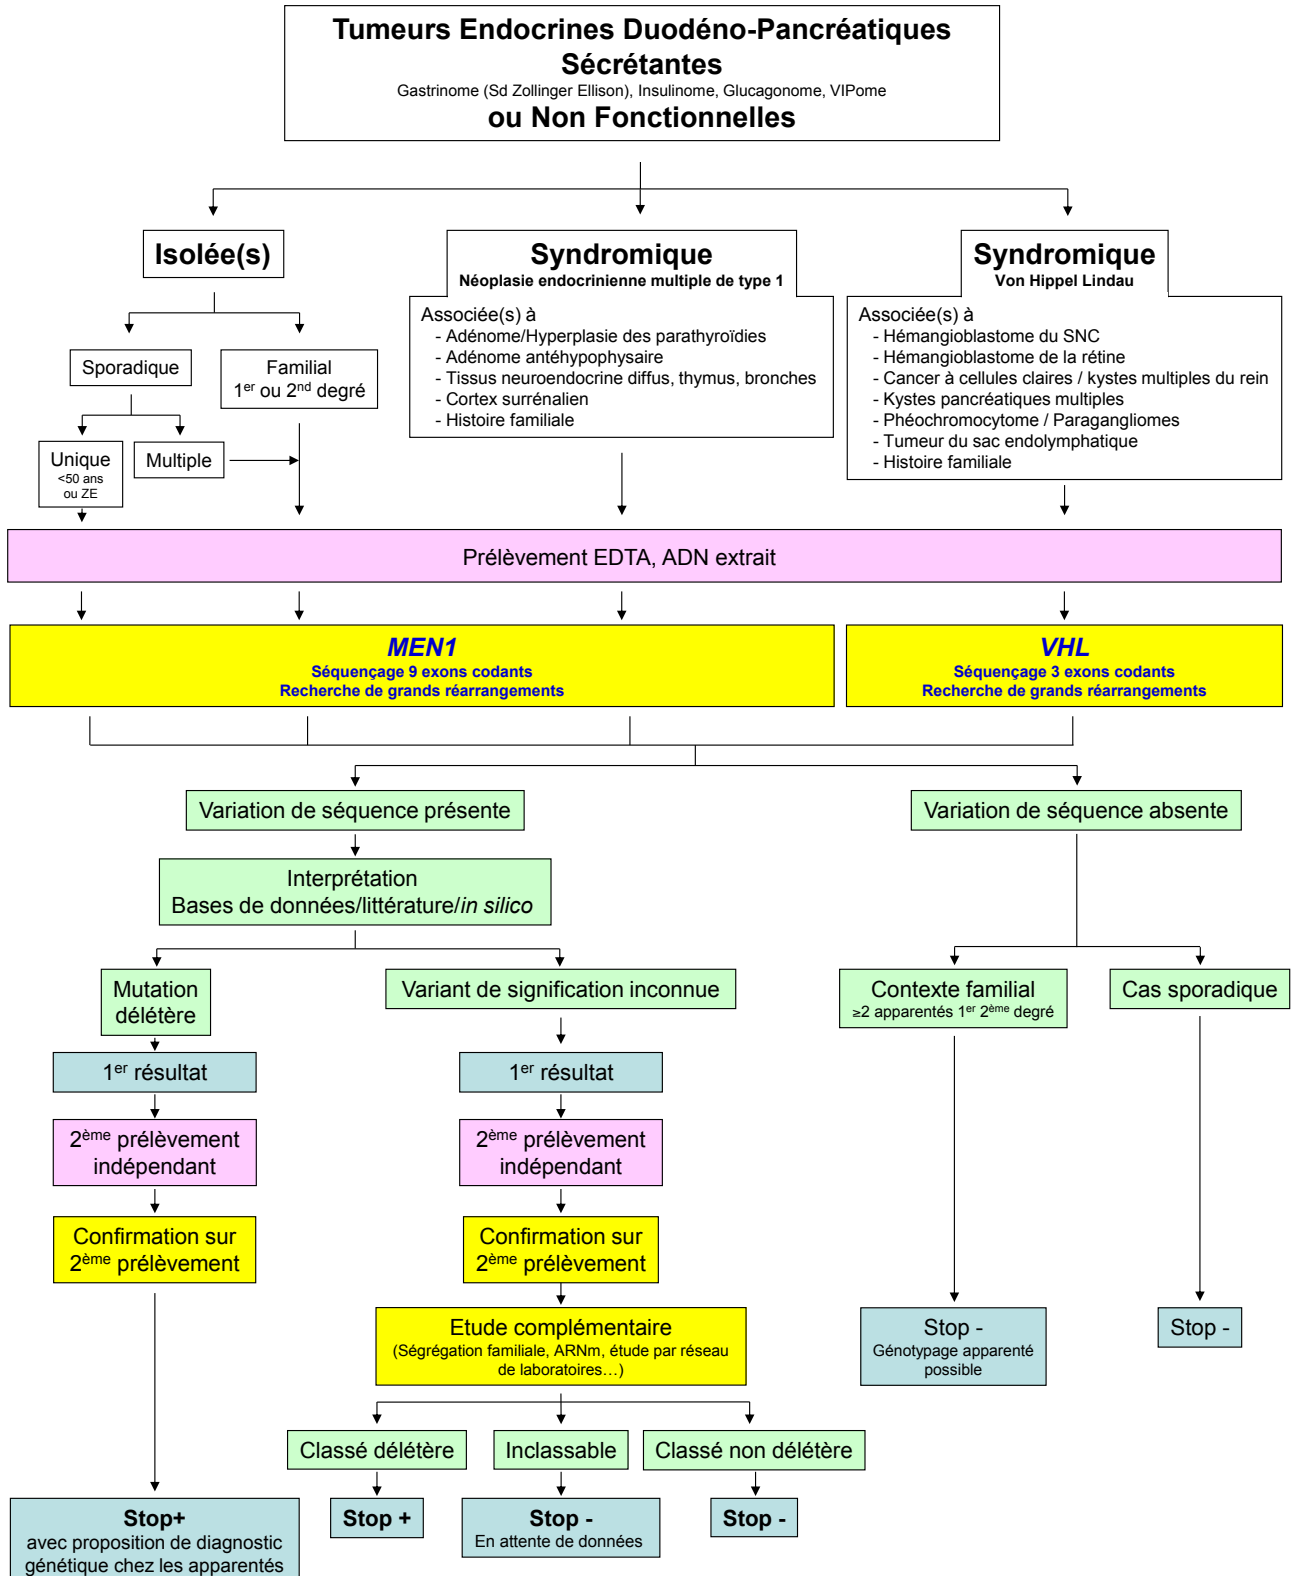 Tumeurs Endocrines Duodéno-Pancréatiques
Sécrétantes
Gastrinome (Sd Zollinger Ellison), Insulinome, Glucagonome, VIPome
ou Non Fonctionnelles
Isolée(s)
Syndromique
Néoplasie endocrinienne multiple de type 1
Syndromique
Von Hippel Lindau
Associée(s) à
- Adénome/Hyperplasie des parathyroïdies
- Adénome antéhypophysaire
- Tissus neuroendocrine diffus, thymus, bronches
- Cortex surrénalien
- Histoire familiale
Associée(s) à
- Hémangioblastome du SNC
- Hémangioblastome de la rétine
- Cancer à cellules claires / kystes multiples du rein
- Kystes pancréatiques multiples
- Phéochromocytome / Paragangliomes
- Tumeur du sac endolymphatique
- Histoire familiale
Sporadique
Familial
1er ou 2nd degré
Unique
<50 ans
ou ZE
Multiple
Prélèvement EDTA, ADN extrait
MEN1
Séquençage 9 exons codants
Recherche de grands réarrangements
VHL
Séquençage 3 exons codants
Recherche de grands réarrangements
Variation de séquence présente
Variation de séquence absente
Interprétation
Bases de données/littérature/in silico
Mutation
délétère
Variant de signification inconnue
Contexte familial
≥2 apparentés 1er 2ème degré
Cas sporadique
1er résultat
1er résultat
2ème prélèvement
indépendant
2ème prélèvement
indépendant
Confirmation sur
2ème prélèvement
Confirmation sur
2ème prélèvement
Etude complémentaire
(Ségrégation familiale, ARNm, étude par réseau
de laboratoires…)
Stop -
Génotypage apparenté
possible
Stop -
Classé délétère
Inclassable
Classé non délétère
Stop+
avec proposition de diagnostic
génétique chez les apparentés
Stop +
Stop -
En attente de données
Stop -